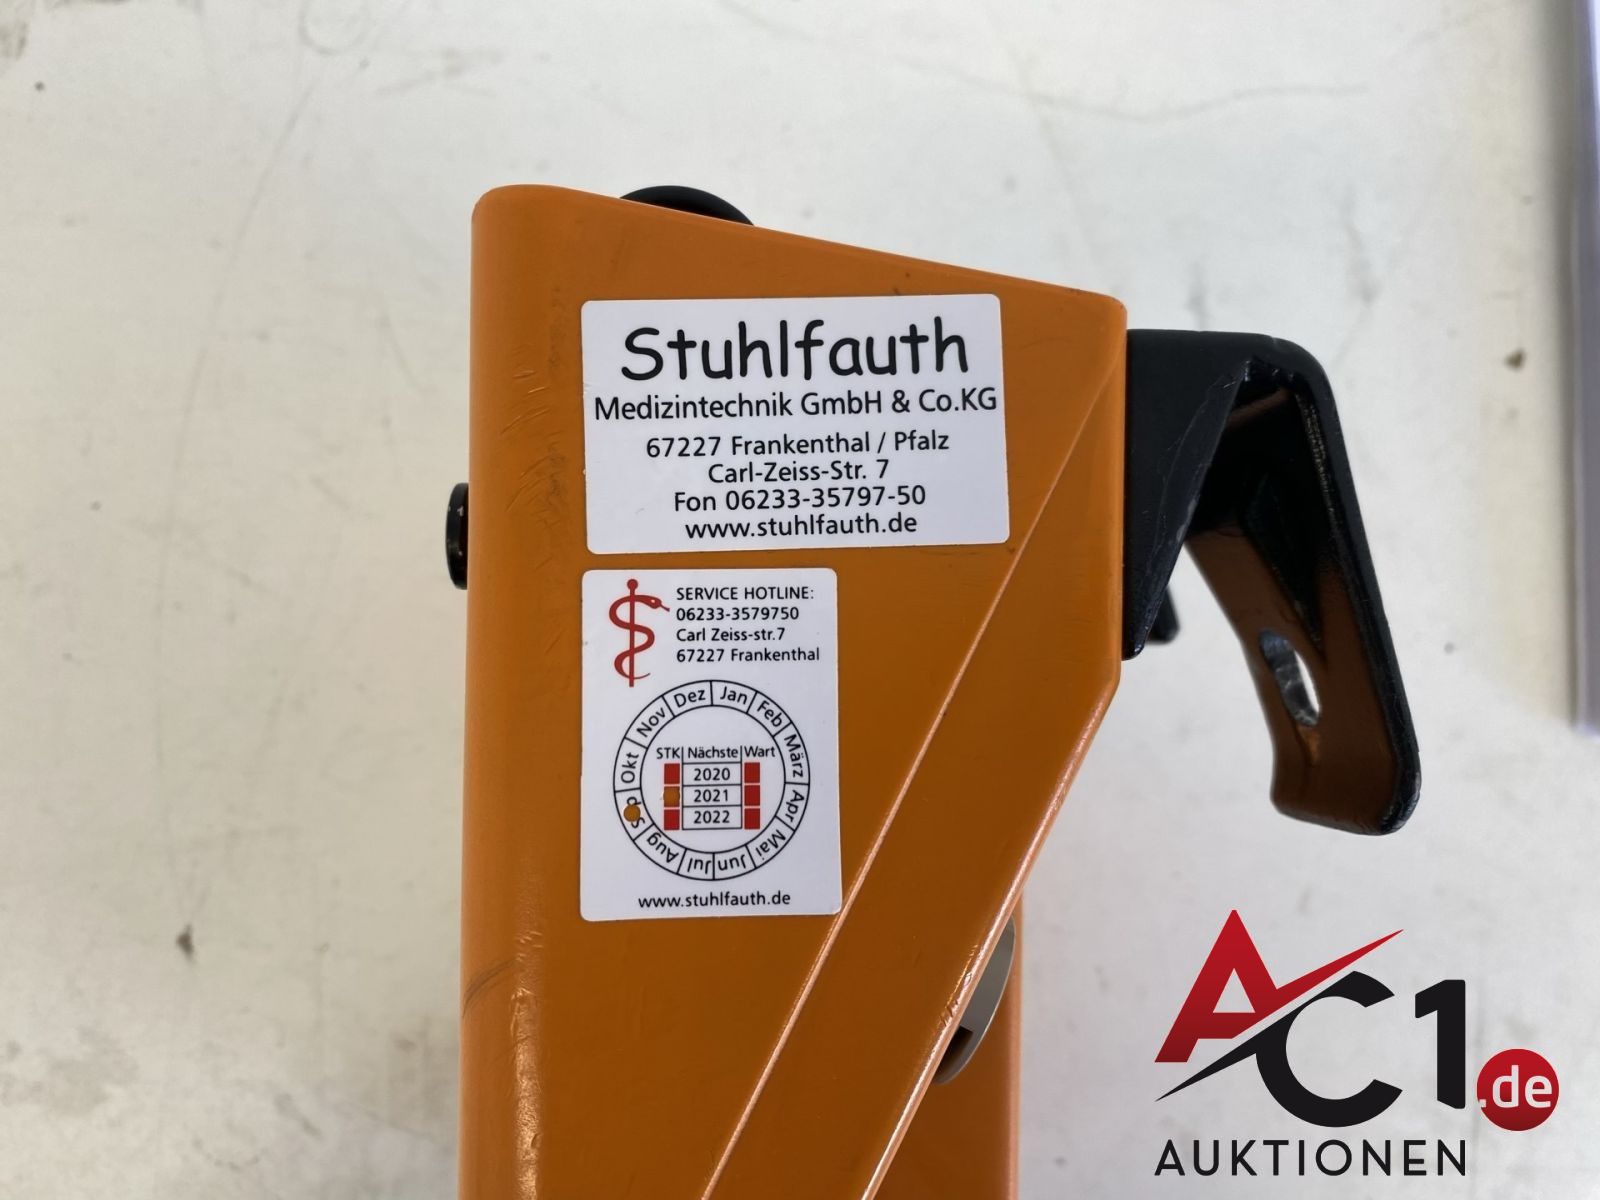 Stuhlfauth
Medizintechnik GmbH & Co.KG
67227 Frankenthal / Pfalz
Carl-Zeiss-Str. 7
Fon 06233-35797-50
www.stuhlfauth.de
SERVICE HOTLINE:
06233-3579750
Carl Zeiss-str.7
67227 Frankenthal
Jan Feb März Apr Mai Jun Jul Aug Sep Okt Nov Dez
STK Nächste Wart
2020
2021
2022
www.stuhlfauth.de
AC1.de
AUKTIONEN